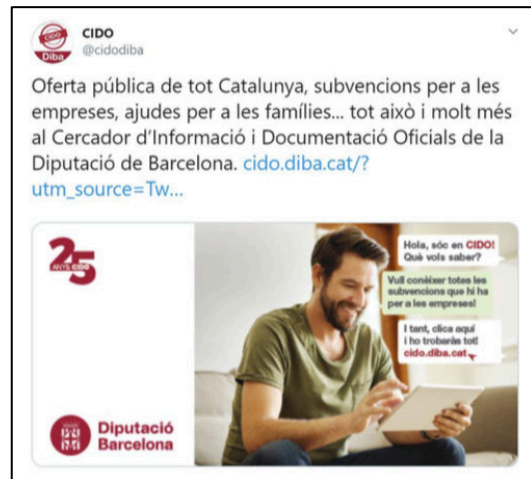 CIDO
@cidodiba
CIDO
Diba
Oferta pública de tot Catalunya, subvencions per a les
empreses, ajudes per a les famílies... tot això i molt més
al Cercador d'Informació i Documentació Oficials de la
Diputació de Barcelona. cido.diba.cat/?
utm_source=Tw...
25
ANYS CIDO
Hola, sóc en CIDO!
Què vols saber?
Vull conèixer totes les
subvencions que hi ha
per a les empreses!
I tant, clica aquí
i ho trobaràs tot!
cido.diba.cat
Diputació
Barcelona